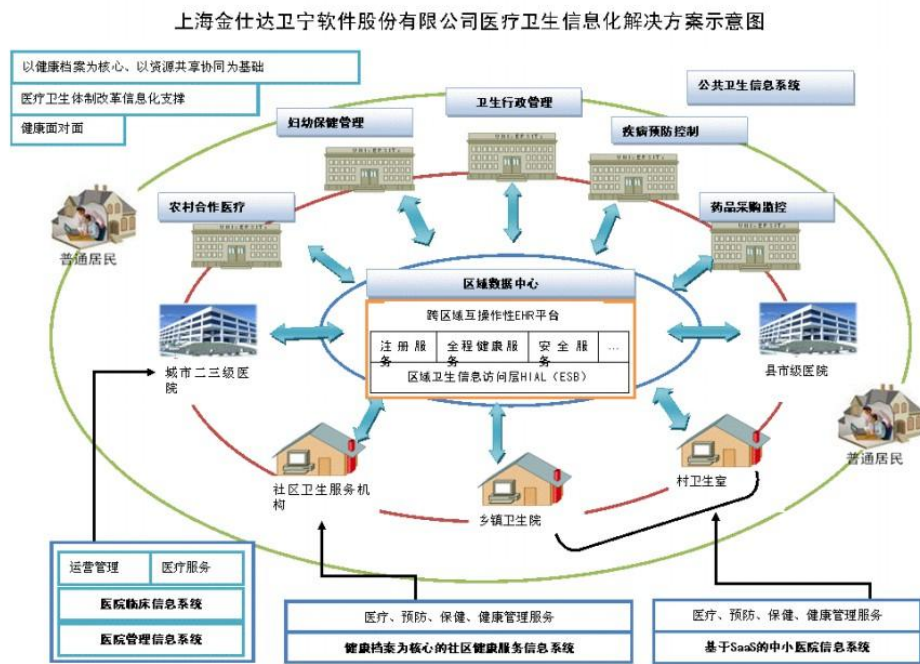 上海金仕达卫宁软件股份有限公司医疗卫生信息化解决方案示意图
以健康档案为核心、以资源共享协同为基础
医疗卫生体制改革信息化支撑
健康面对面
公共卫生信息系统
卫生行政管理
妇幼保健管理
疾病预防控制
农村合作医疗
药品采购监控
普通居民
区域数据中心
跨区域互操作性EHR平台
注册服务
全程健康服务
安全服务
...
区域卫生信息访问层HIAL（ESB）
城市二三级医院
县市级医院
普通居民
社区卫生服务机构
乡镇卫生院
村卫生室
运营管理
医疗服务
医院临床信息系统
医院管理信息系统
医疗、预防、保健、健康管理服务
健康档案为核心的社区健康服务信息系统
医疗、预防、保健、健康管理服务
基于SaaS的中小医院信息系统